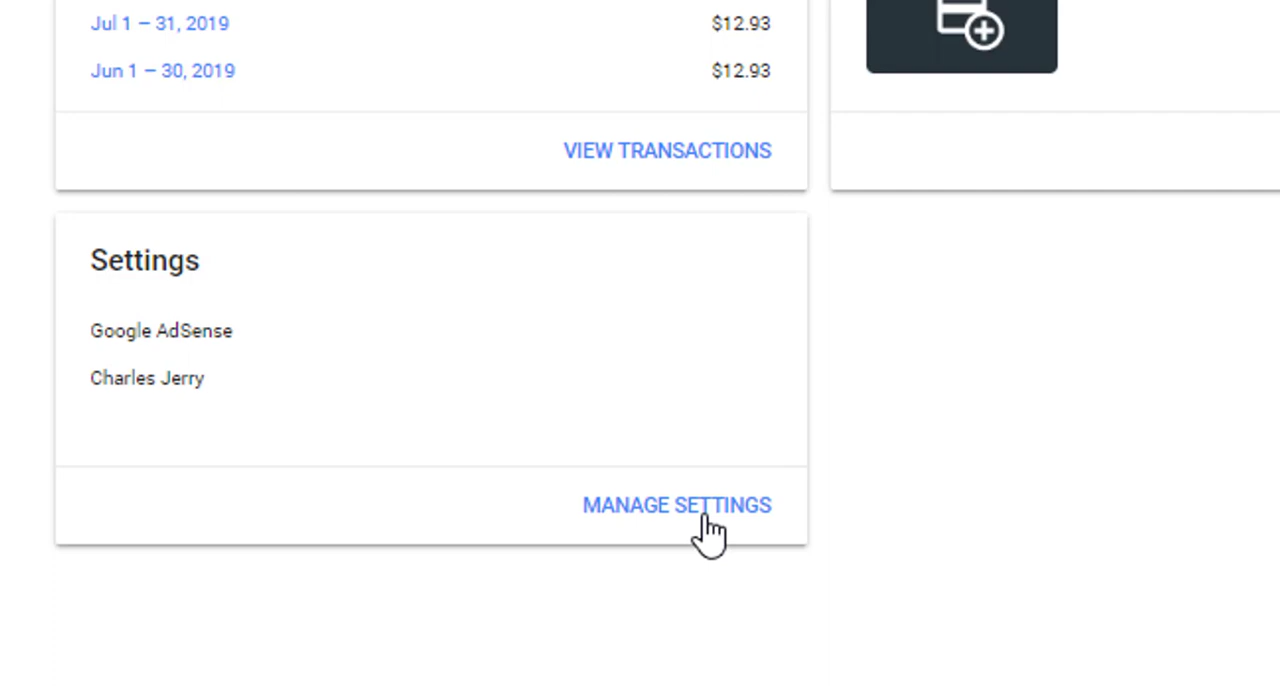 Jul 1 – 31, 2019 $12.93
Jun 1 – 30, 2019 $12.93
VIEW TRANSACTIONS
Settings
Google AdSense
Charles Jerry
MANAGE SETTINGS